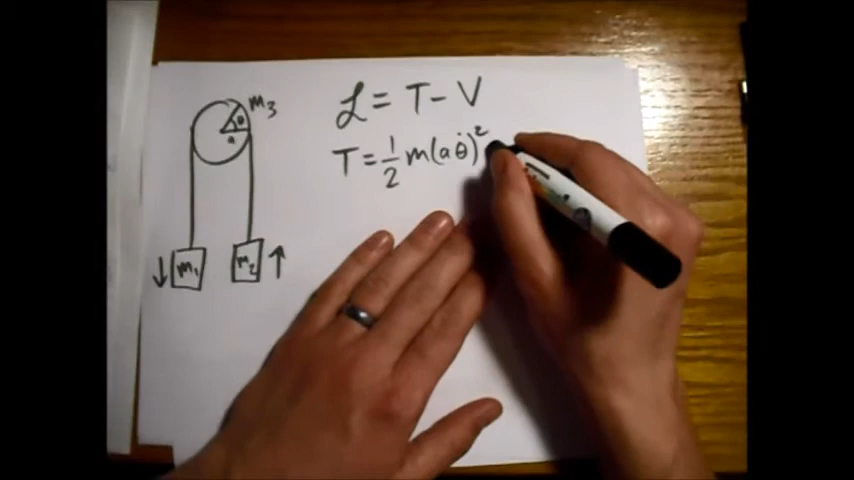 m₃
θ
a
m₁
m₂
ℒ = T - V
T = 1/2 m(aθ̇)²